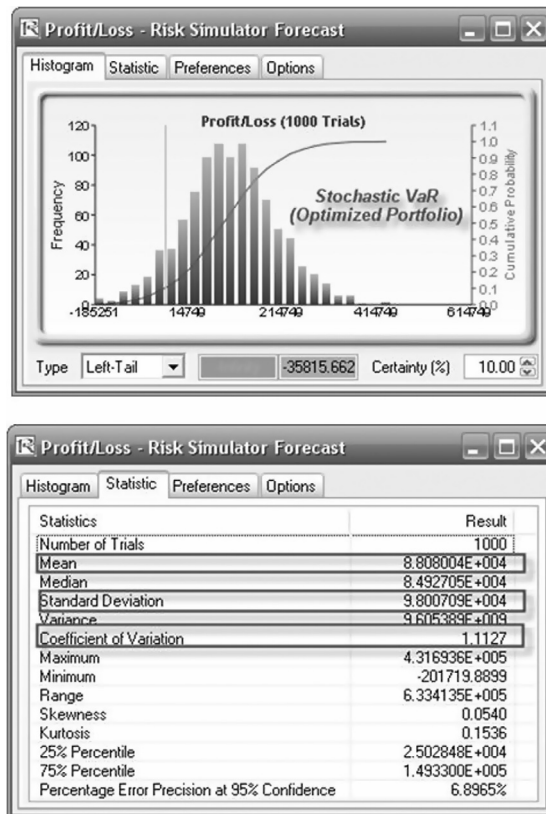 Profit/Loss - Risk Simulator Forecast
Histogram Statistic Preferences Options
Profit/Loss (1000 Trials)
Stochastic VaR
(Optimized Portfolio)
Frequency
120
100
80
60
40
20
0
1.1
1.0
0.9
0.8
0.7
0.6
0.5
0.4
0.3
0.2
0.1
0.0
Cumulative Probability
-185251 14749 214749 414749 614749
Type Left-Tail -35815.662 Certainty (%) 10.00
Profit/Loss - Risk Simulator Forecast
Histogram Statistic Preferences Options
Statistics Result
Number of Trials 1000
Mean 8.808004E+004
Median 8.492705E+004
Standard Deviation 9.800709E+004
Variance 9.605389E+009
Coefficient of Variation 1.1127
Maximum 4.316936E+005
Minimum -201719.8899
Range 6.334135E+005
Skewness 0.0540
Kurtosis 0.1536
25% Percentile 2.502848E+004
75% Percentile 1.493300E+005
Percentage Error Precision at 95% Confidence 6.8965%